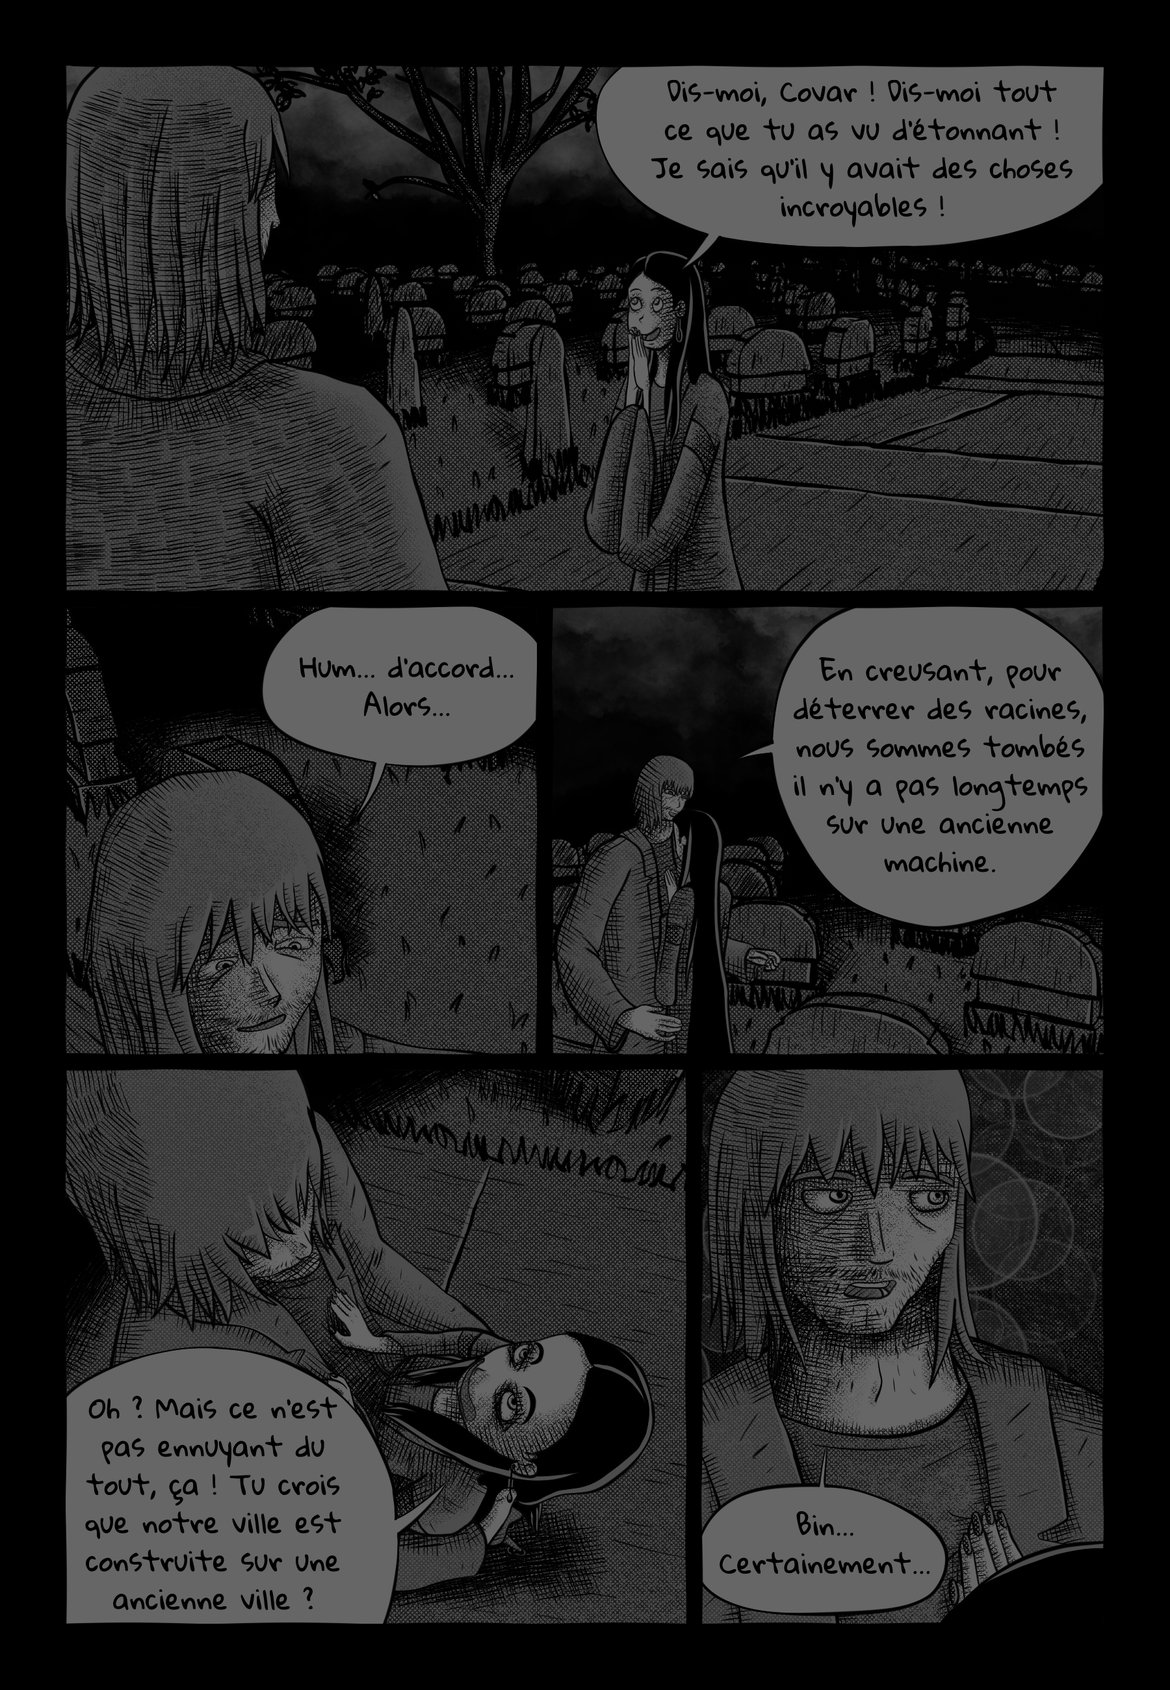 Dis-moi, Covar ! Dis-moi tout
ce que tu as vu d'étonnant !
Je sais qu'il y avait des choses
incroyables !
Hum... d'accord...
Alors...
En creusant, pour
déterrer des racines,
nous sommes tombés
il n'y a pas longtemps
sur une ancienne
machine.
Oh ? Mais ce n'est
pas ennuyant du
tout, ça ! Tu crois
que notre ville est
construite sur une
ancienne ville ?
Bin...
Certainement...